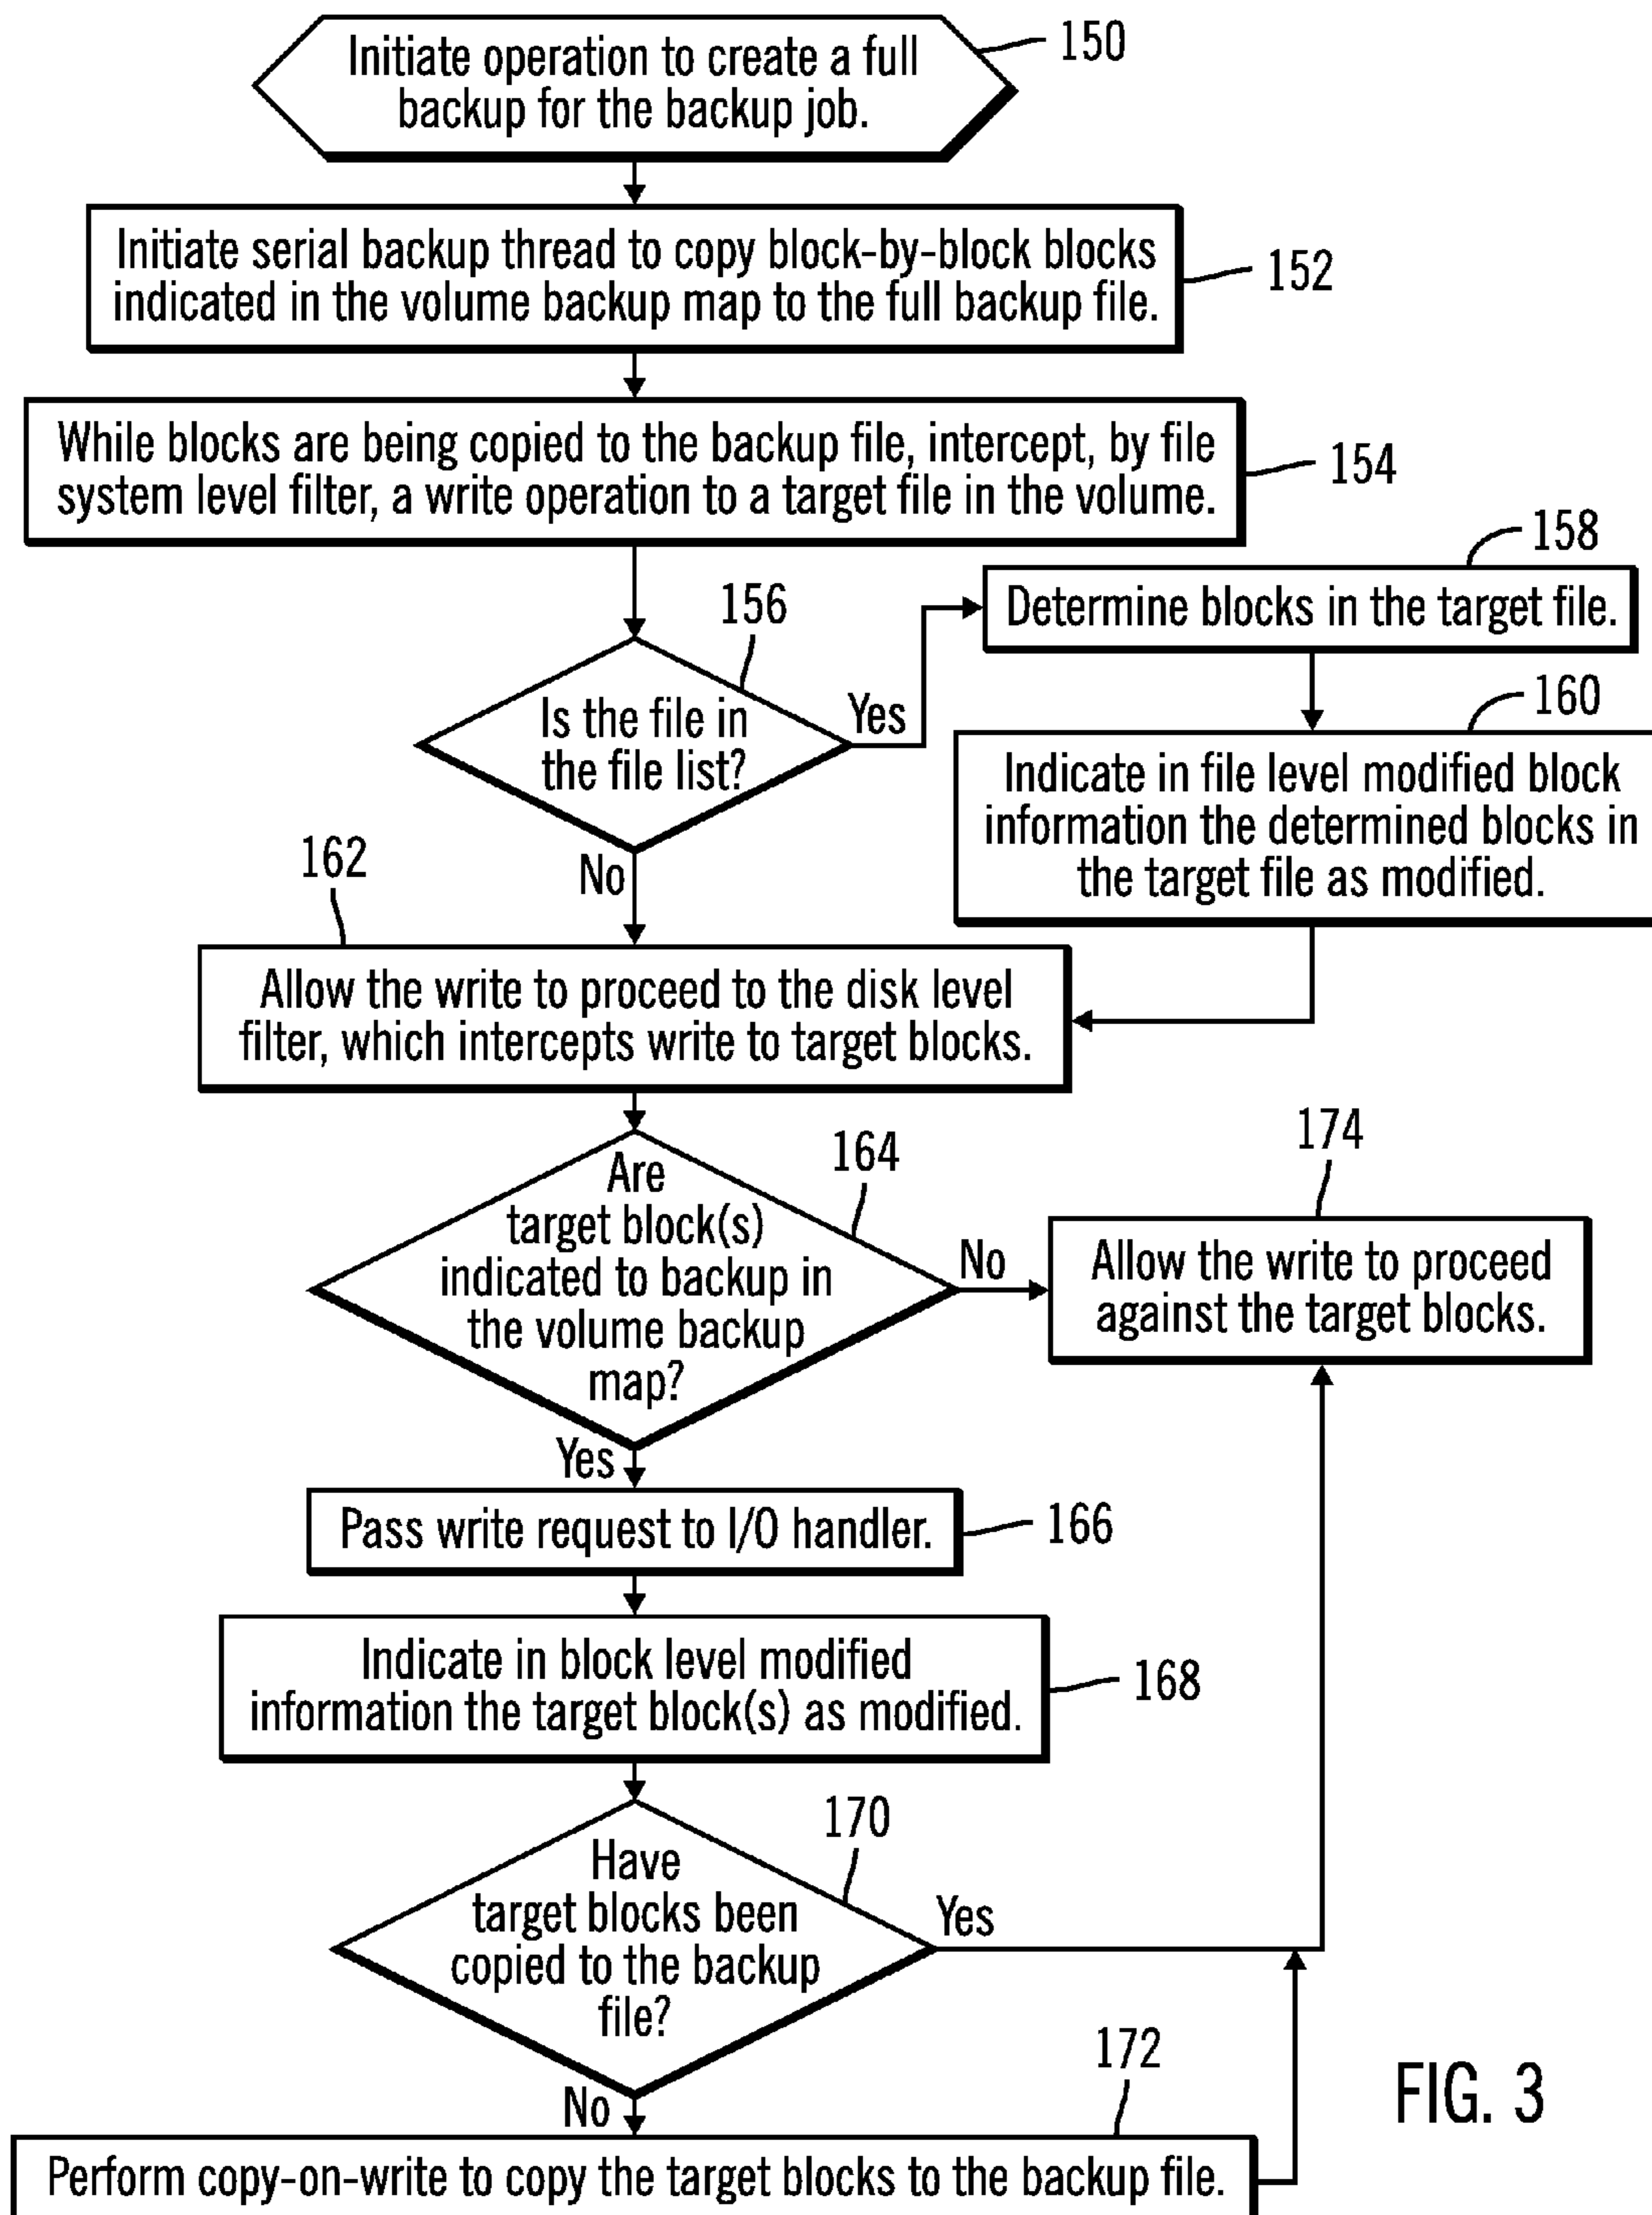 Initiate operation to create a full
backup for the backup job.
150
Initiate serial backup thread to copy block-by-block blocks
indicated in the volume backup map to the full backup file.
152
While blocks are being copied to the backup file, intercept, by file
system level filter, a write operation to a target file in the volume.
154
156
Is the file in
the file list?
Yes
No
158
Determine blocks in the target file.
160
Indicate in file level modified block
information the determined blocks in
the target file as modified.
162
Allow the write to proceed to the disk level
filter, which intercepts write to target blocks.
164
Are
target block(s)
indicated to backup in
the volume backup
map?
No
Yes
174
Allow the write to proceed
against the target blocks.
Pass write request to I/O handler.
166
Indicate in block level modified
information the target block(s) as modified.
168
170
Have
target blocks been
copied to the backup
file?
Yes
No
172
Perform copy-on-write to copy the target blocks to the backup file.
FIG. 3